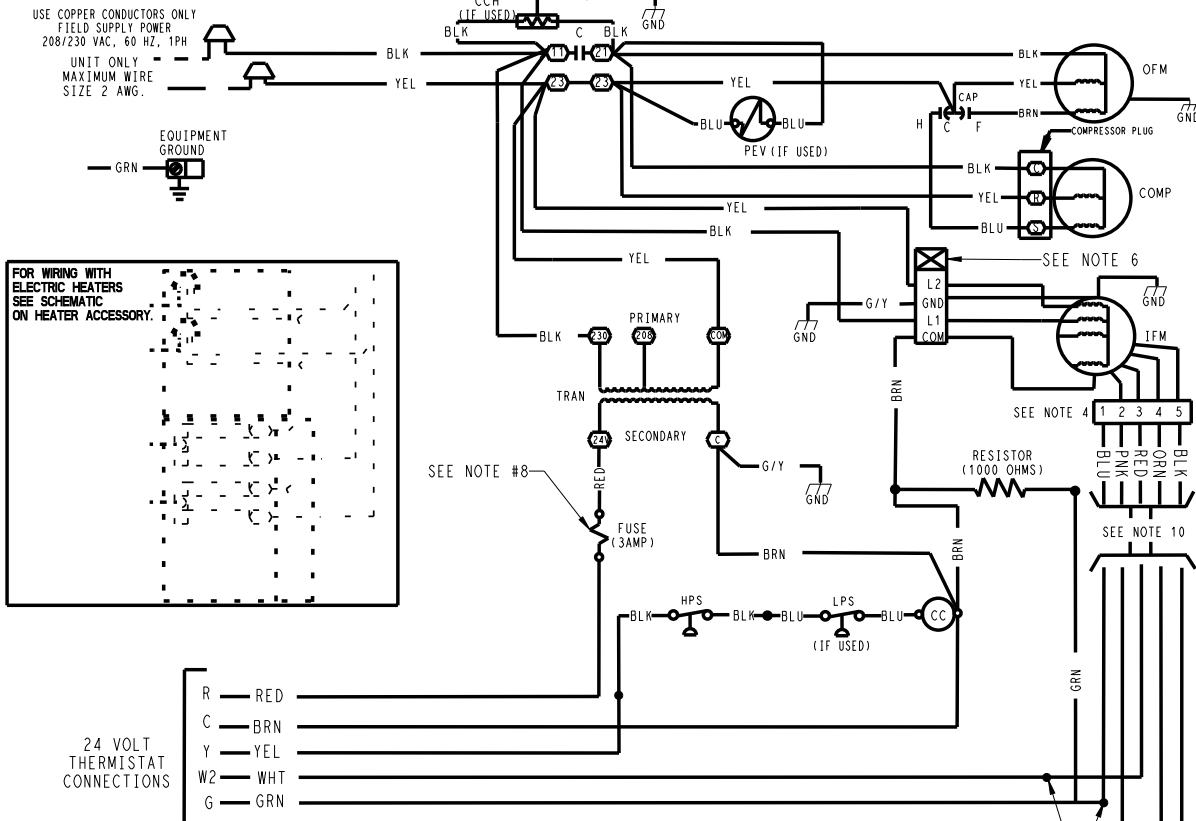 CCH
(IF USED)
USE COPPER CONDUCTORS ONLY
FIELD SUPPLY POWER
208/230 VAC, 60 HZ, 1PH
UNIT ONLY
MAXIMUM WIRE
SIZE 2 AWG.
BLK
C
BLK
GND
BLK
11
21
BLK
OFM
YEL
23
23
YEL
YEL
CAP
GND
H
C
F
BRN
BLU
BLU
PEV (IF USED)
COMPRESSOR PLUG
EQUIPMENT
GROUND
GRN
BLK
C
YEL
R
COMP
BLU
S
YEL
BLK
YEL
SEE NOTE 6
FOR WIRING WITH
ELECTRIC HEATERS
SEE SCHEMATIC
ON HEATER ACCESSORY.
L2
GND
L1
COM
G/Y
GND
GND
IFM
PRIMARY
BLK
230
208
COM
TRAN
BRN
SEE NOTE 4
1 2 3 4 5
24V
SECONDARY
C
BLU
PNK
RED
ORN
BLK
SEE NOTE #8
RED
G/Y
GND
RESISTOR
(1000 OHMS)
FUSE
(3AMP)
SEE NOTE 10
BRN
BRN
HPS
LPS
BLK
BLK
BLU
BLU
CC
(IF USED)
GRN
24 VOLT
THERMISTAT
CONNECTIONS
R RED
C BRN
Y YEL
W2 WHT
G GRN